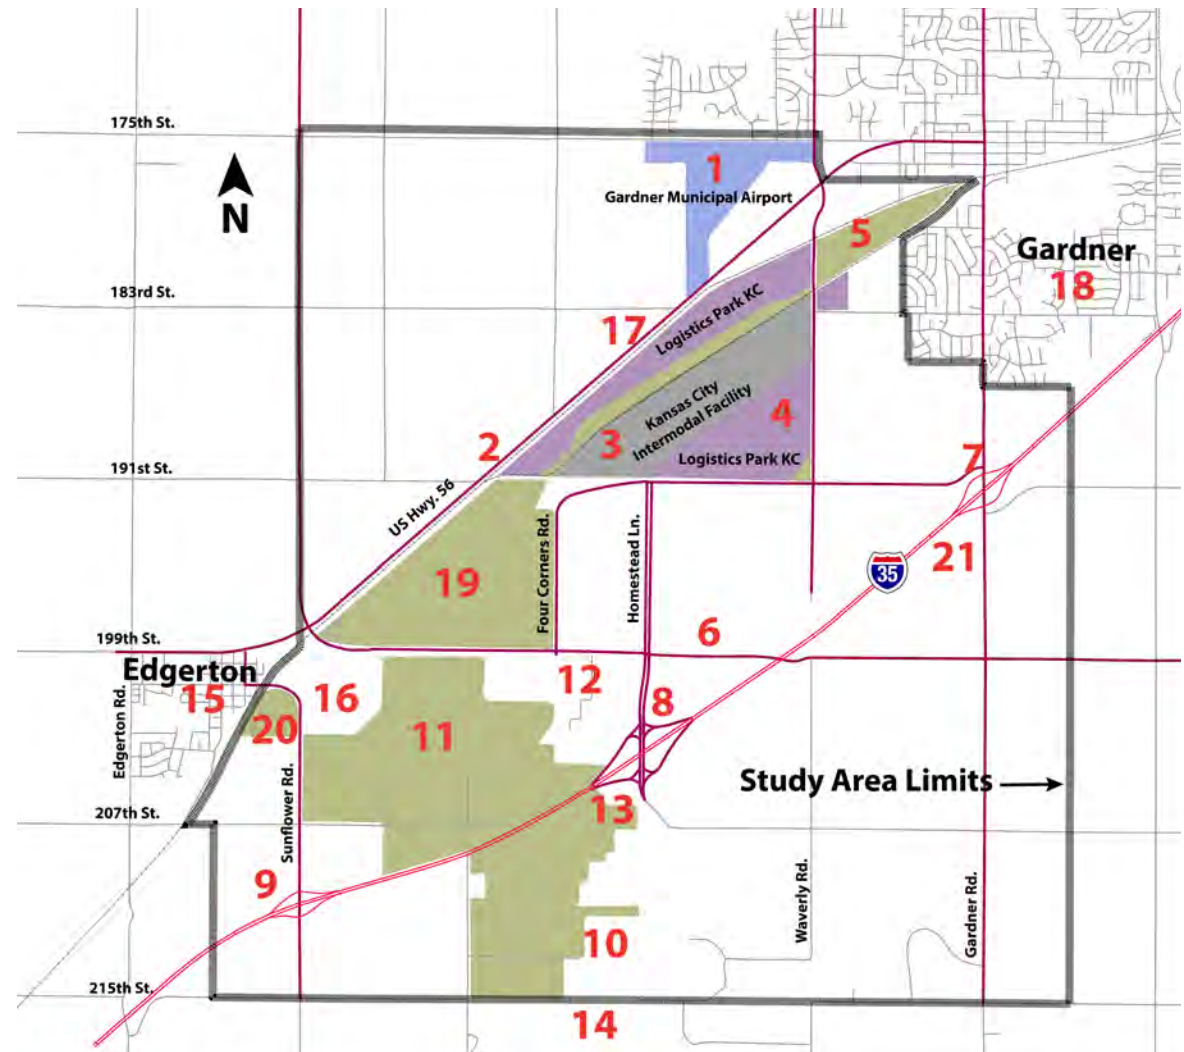 175th St.
1
Gardner Municipal Airport
N
5
Gardner
18
183rd St.
17
Logistics Park KC
Kansas City
Intermodal Facility
4
3
2
Logistics Park KC
7
191st St.
US Hwy. 56
Four Corners Rd.
Homestead Ln.
21
35
19
6
199th St.
Edgerton
15
16
12
8
20
11
Edgerton Rd.
Study Area Limits
13
207th St.
Sunflower Rd.
9
Waverly Rd.
Gardner Rd.
10
215th St.
14